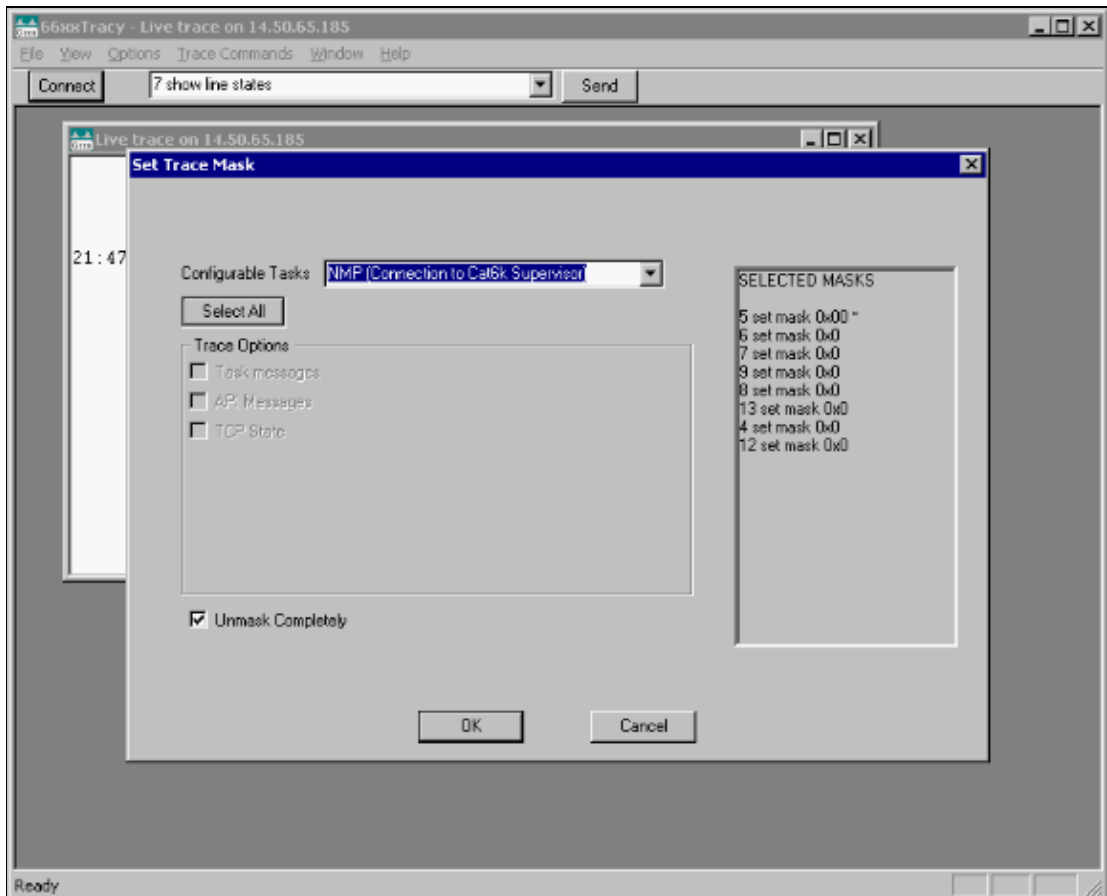 66xxTracy - Live trace on 14.50.65.185
File View Options Trace Commands Window Help
Connect 7 show line states Send
Live trace on 14.50.65.185
Set Trace Mask
21:47
Configurable Tasks NMP (Connection to Cat6k Supervisor)
Select All
Trace Options
Task messages
API Messages
TCP State
Unmask Completely
SELECTED MASKS
5 set mask 0x00 *
6 set mask 0x0
7 set mask 0x0
9 set mask 0x0
8 set mask 0x0
13 set mask 0x0
4 set mask 0x0
12 set mask 0x0
OK Cancel
Ready